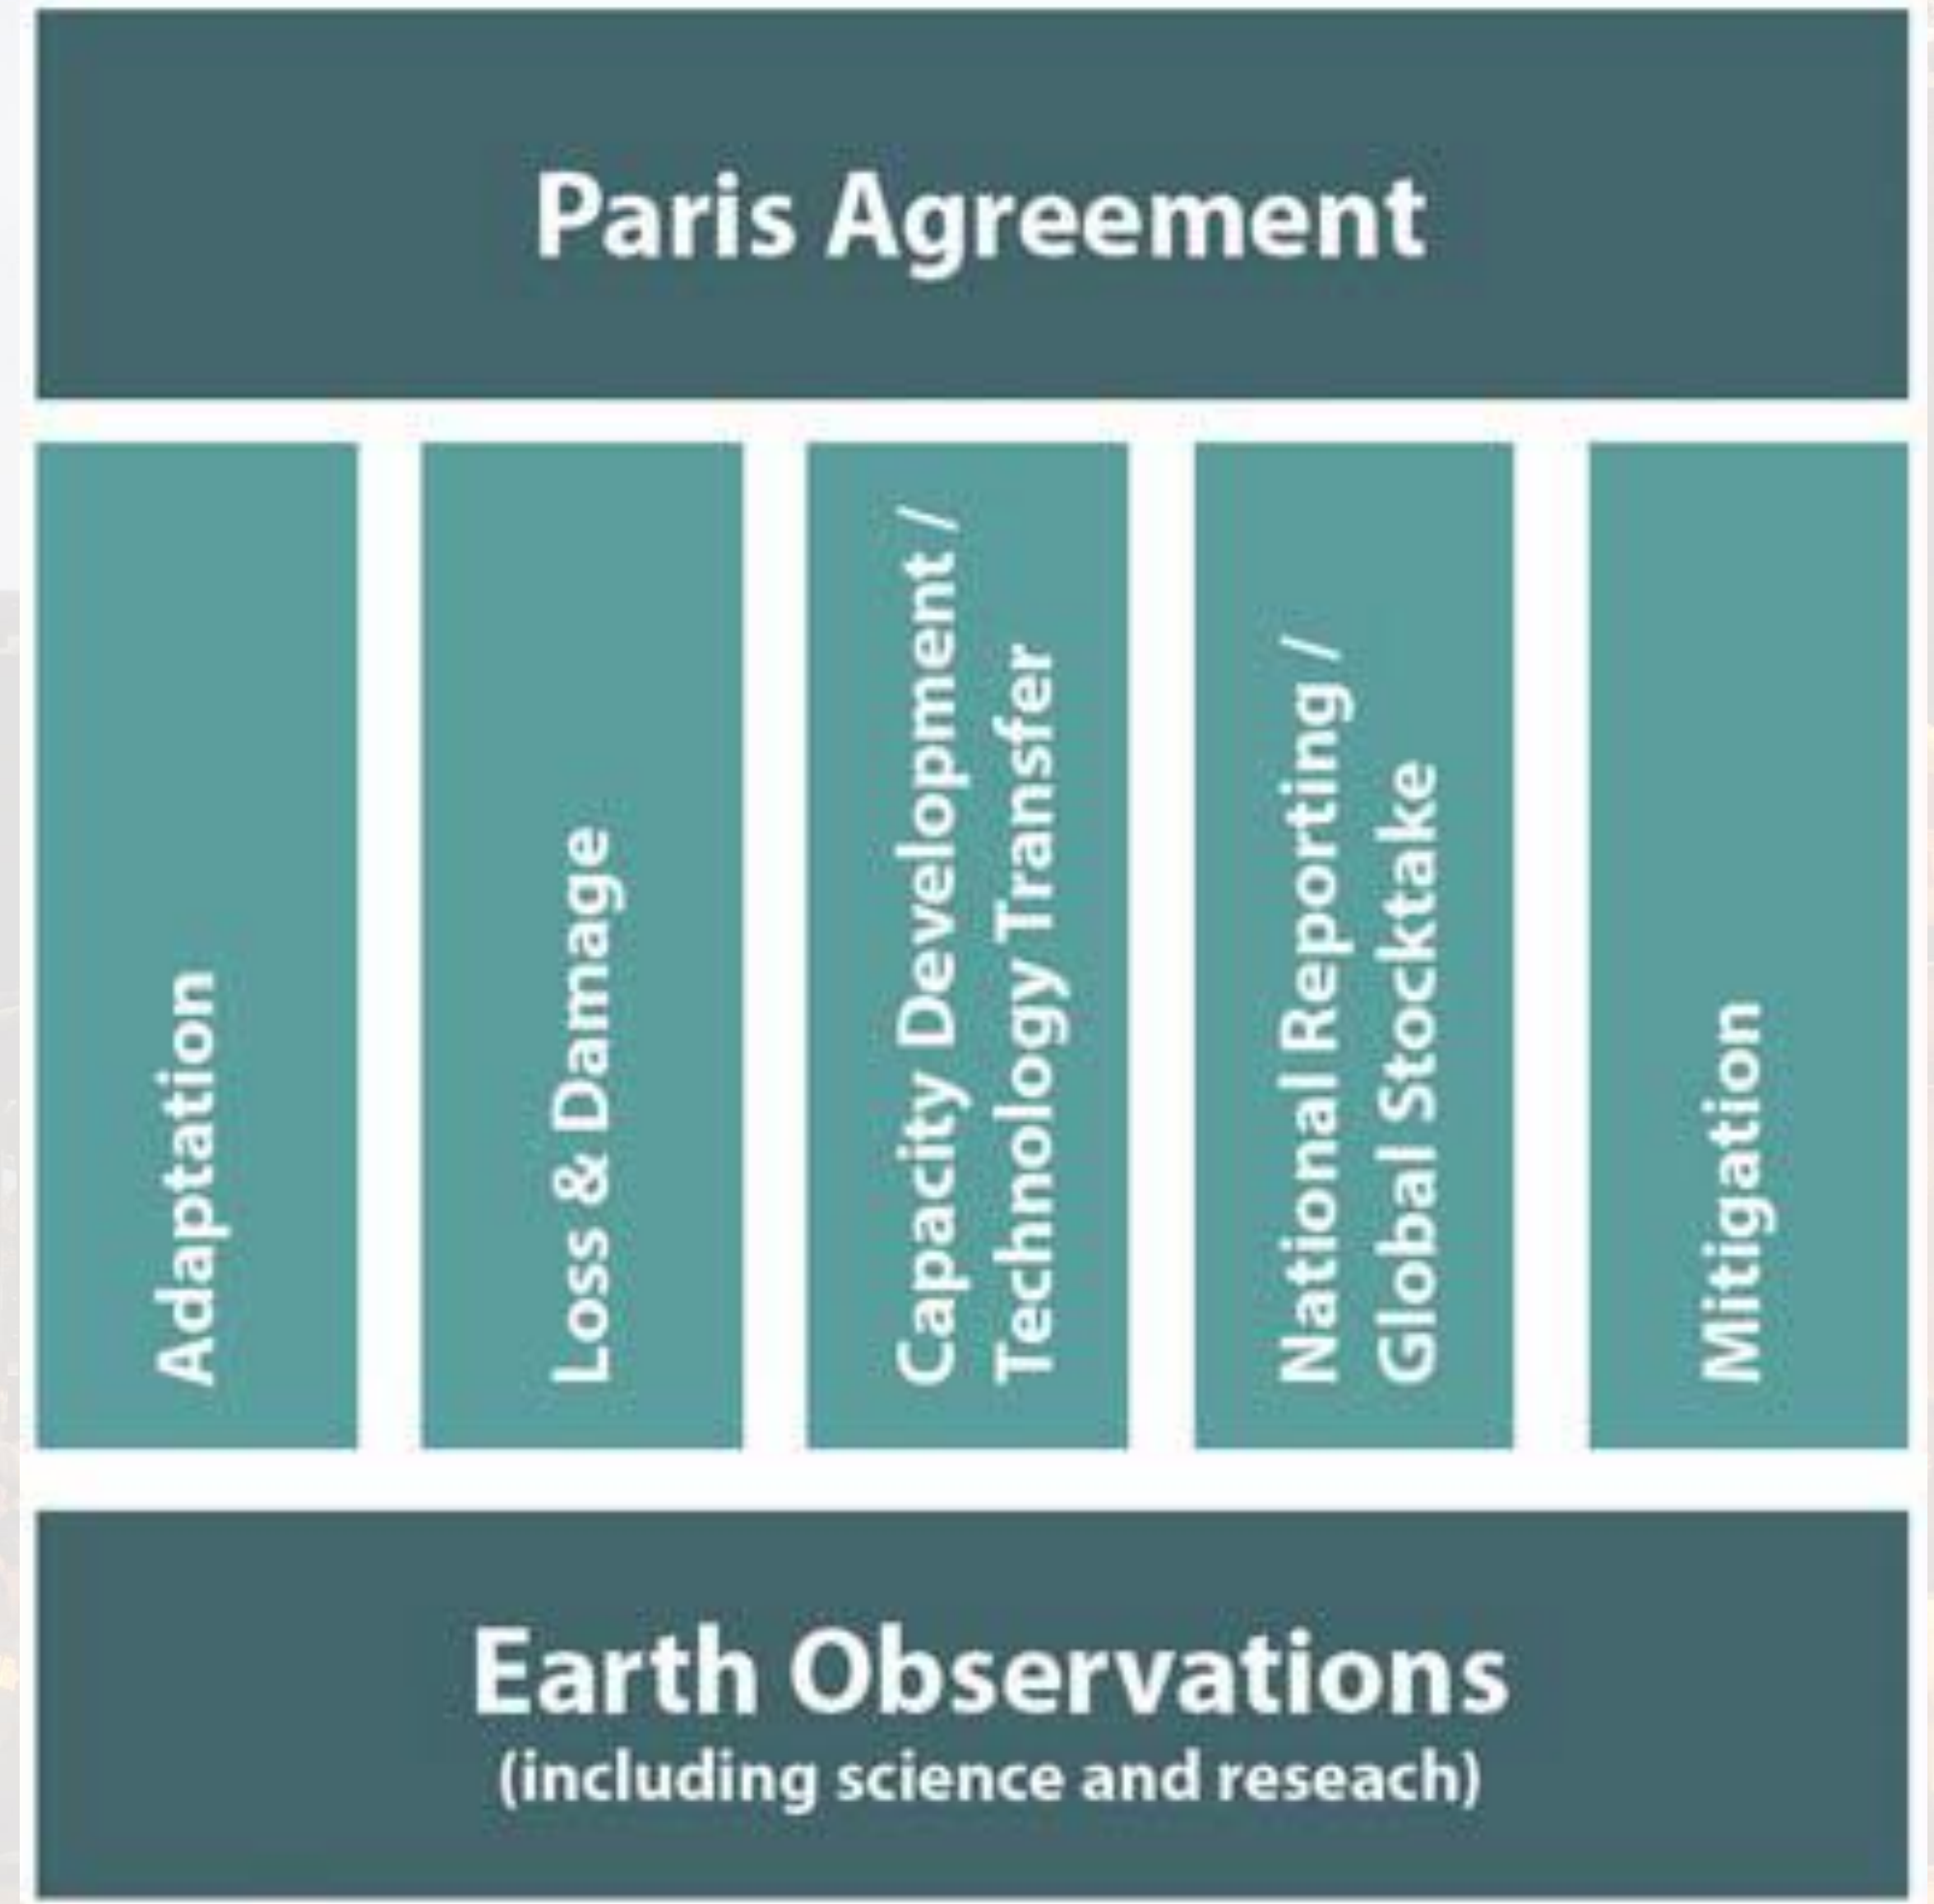 Paris Agreement
Adaptation
Loss & Damage
Capacity Development /
Technology Transfer
National Reporting /
Global Stocktake
Mitigation
Earth Observations
(including science and reseach)